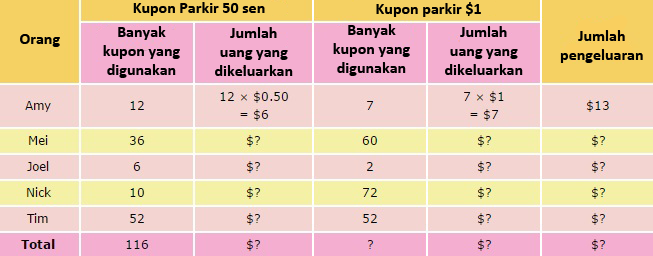 Orang
Kupon Parkir 50 sen
Kupon parkir $1
Jumlah
pengeluaran
Banyak
kupon yang
digunakan
Jumlah
uang yang
dikeluarkan
Banyak
kupon yang
digunakan
Jumlah
uang yang
dikeluarkan
Amy 12 12 × $0.50 7 7 × $1 $13
= $6 = $7
Mei 36 $? 60 $? $?
Joel 6 $? 2 $? $?
Nick 10 $? 72 $? $?
Tim 52 $? 52 $? $?
Total 116 $? ? $? $?